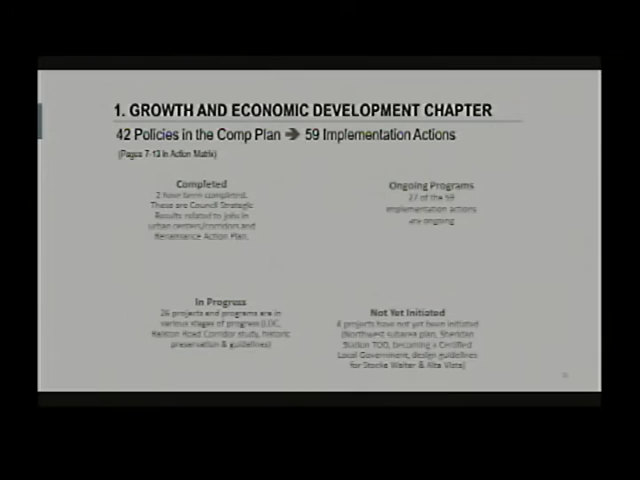 1. GROWTH AND ECONOMIC DEVELOPMENT CHAPTER
42 Policies in the Comp Plan ➔ 59 Implementation Actions
(Pages 7-13 in Action Matrix)
Completed
2 have been completed.
These are Council Strategic
Results related to jobs in
urban centers/corridors and
Renaissance Action Plan.
Ongoing Programs
27 of the 59
implementation actions
are ongoing
In Progress
26 projects and programs are in
various stages of progress (LDC,
Ralston Road Corridor study, historic
preservation & guidelines)
Not Yet Initiated
4 projects have not yet been initiated
(Northwest subarea plan, Sheridan
Station TOD, becoming a Certified
Local Government, design guidelines
for Stocke Walter & Alta Vista)